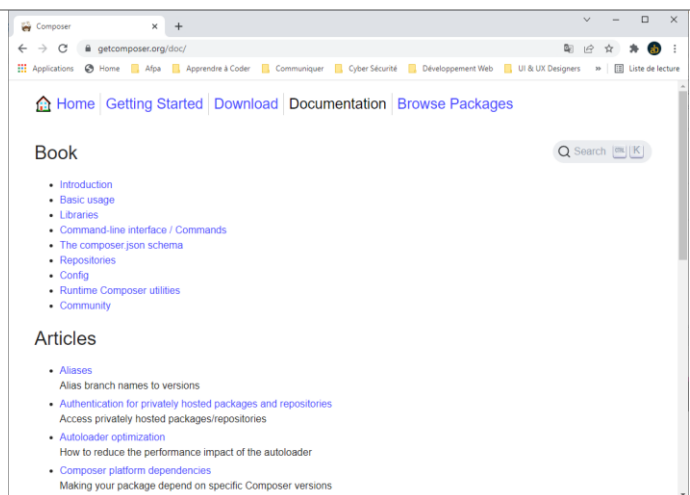 Composer
getcomposer.org/doc/
Applications Home Afpa Apprendre à Coder Communiquer Cyber Sécurité Développement Web UI & UX Designers » Liste de lecture
Home Getting Started Download Documentation Browse Packages
Book
Search K
Introduction
Basic usage
Libraries
Command-line interface / Commands
The composer.json schema
Repositories
Config
Runtime Composer utilities
Community
Articles
Aliases
Alias branch names to versions
Authentication for privately hosted packages and repositories
Access privately hosted packages/repositories
Autoloader optimization
How to reduce the performance impact of the autoloader
Composer platform dependencies
Making your package depend on specific Composer versions